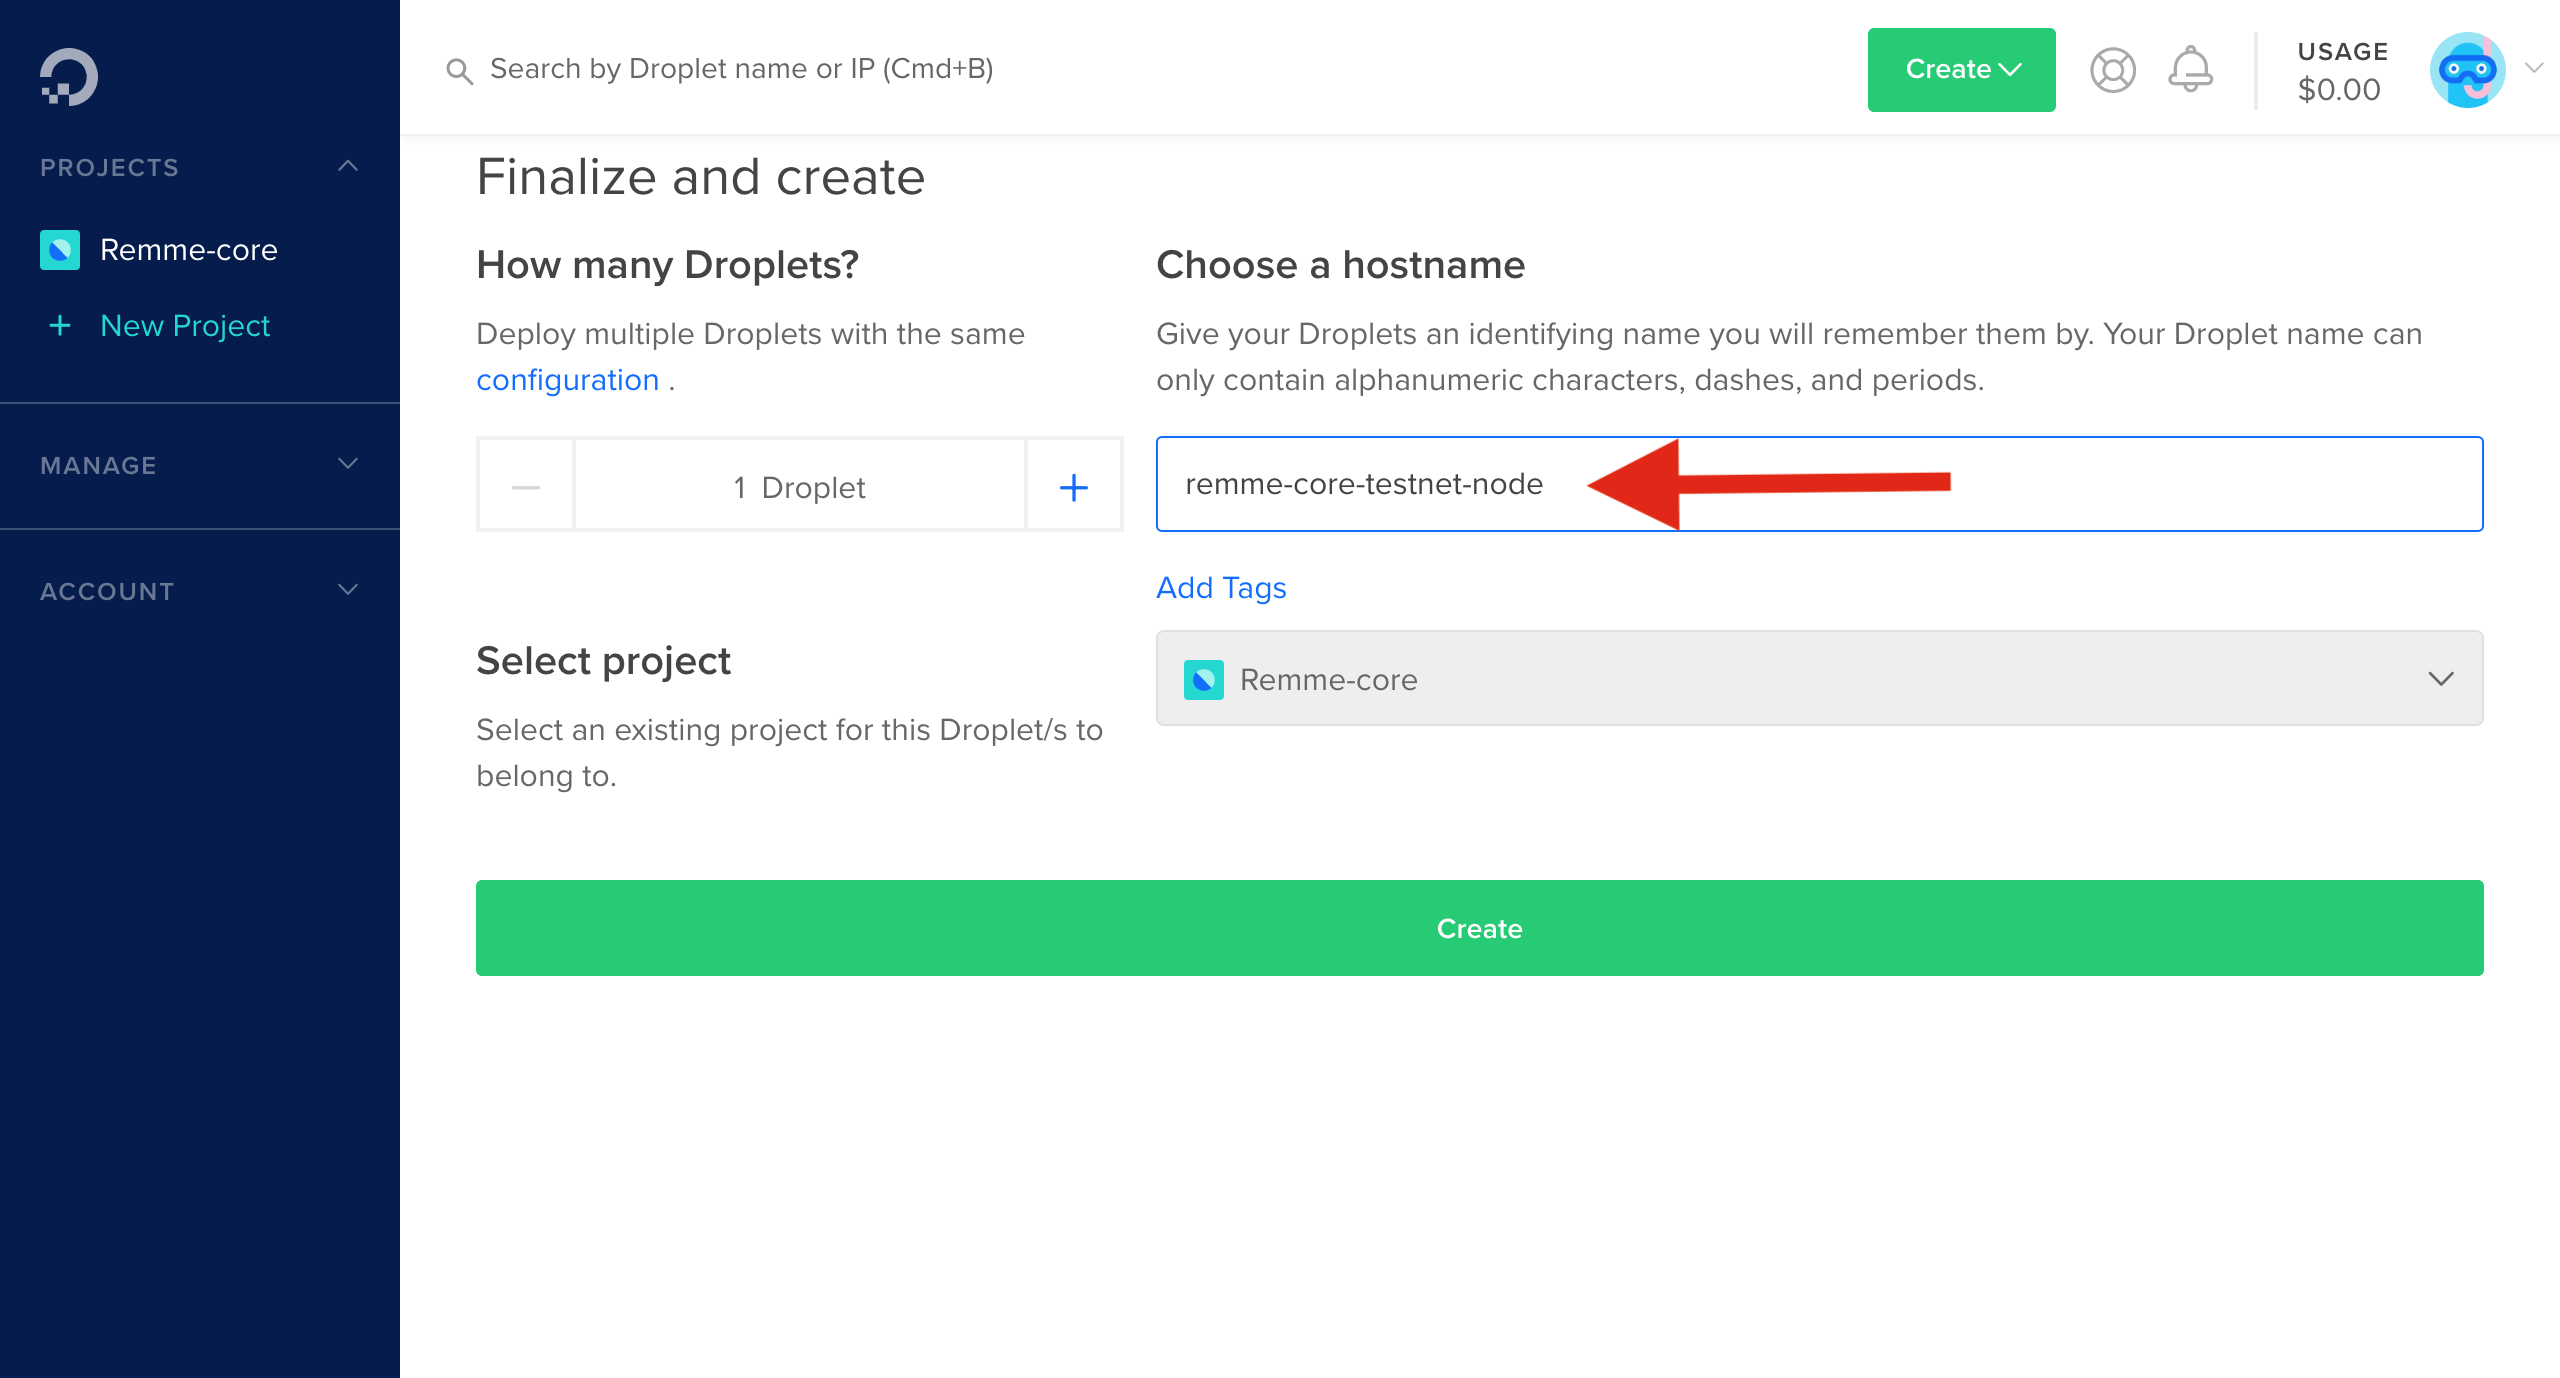 Search by Droplet name or IP (Cmd+B)
Create
USAGE
$0.00
PROJECTS
Remme-core
New Project
MANAGE
ACCOUNT
Finalize and create
How many Droplets?
Deploy multiple Droplets with the same
configuration .
1 Droplet
Choose a hostname
Give your Droplets an identifying name you will remember them by. Your Droplet name can
only contain alphanumeric characters, dashes, and periods.
remme-core-testnet-node
Add Tags
Select project
Select an existing project for this Droplet/s to
belong to.
Remme-core
Create